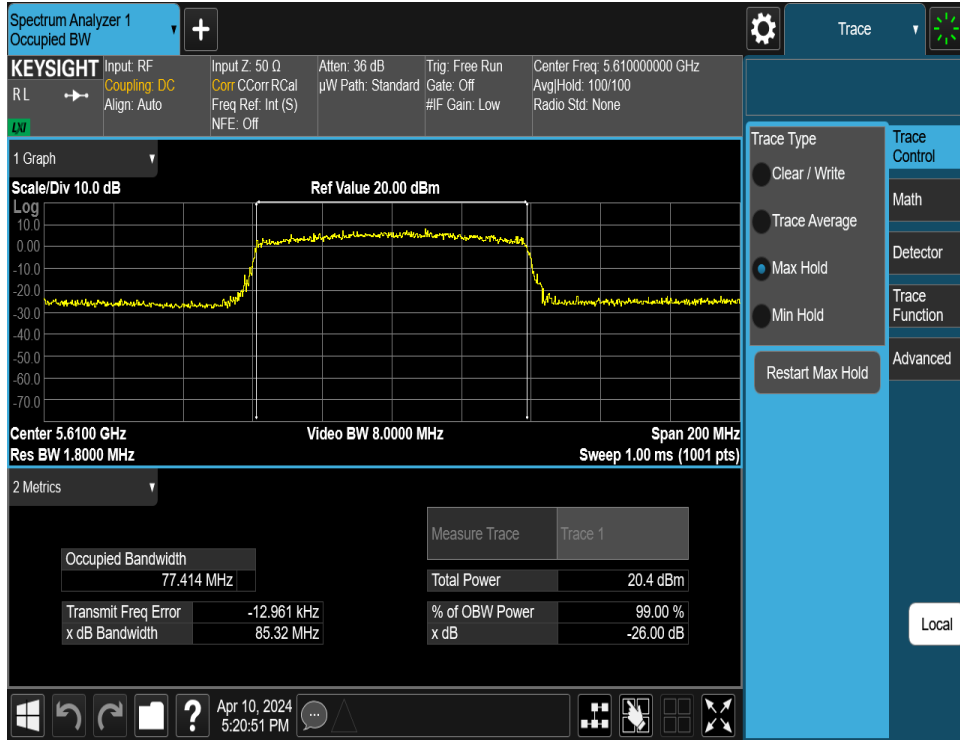 Spectrum Analyzer 1
Occupied BW
+
Trace
KEYSIGHT
R L
LXI
Input: RF
Coupling: DC
Align: Auto
Input Z: 50 Ω
Corr CCorr RCal
Freq Ref: Int (S)
NFE: Off
Atten: 36 dB
µW Path: Standard
Trig: Free Run
Gate: Off
#IF Gain: Low
Center Freq: 5.610000000 GHz
Avg|Hold: 100/100
Radio Std: None
1 Graph
Scale/Div 10.0 dB
Ref Value 20.00 dBm
Log
10.0
0.00
-10.0
-20.0
-30.0
-40.0
-50.0
-60.0
-70.0
Center 5.6100 GHz
Video BW 8.0000 MHz
Span 200 MHz
Res BW 1.8000 MHz
Sweep 1.00 ms (1001 pts)
2 Metrics
Measure Trace
Trace 1
Occupied Bandwidth
77.414 MHz
Total Power
20.4 dBm
Transmit Freq Error
-12.961 kHz
% of OBW Power
99.00 %
x dB Bandwidth
85.32 MHz
x dB
-26.00 dB
Trace Type
Clear / Write
Trace Average
Max Hold
Min Hold
Restart Max Hold
Trace
Control
Math
Detector
Trace
Function
Advanced
Local
?
Apr 10, 2024
5:20:51 PM